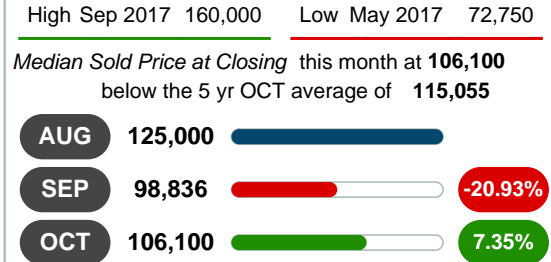 High Sep 2017 160,000 Low May 2017 72,750
Median Sold Price at Closing this month at 106,100
below the 5 yr OCT average of 115,055
AUG 125,000
SEP 98,836 -20.93%
OCT 106,100 7.35%